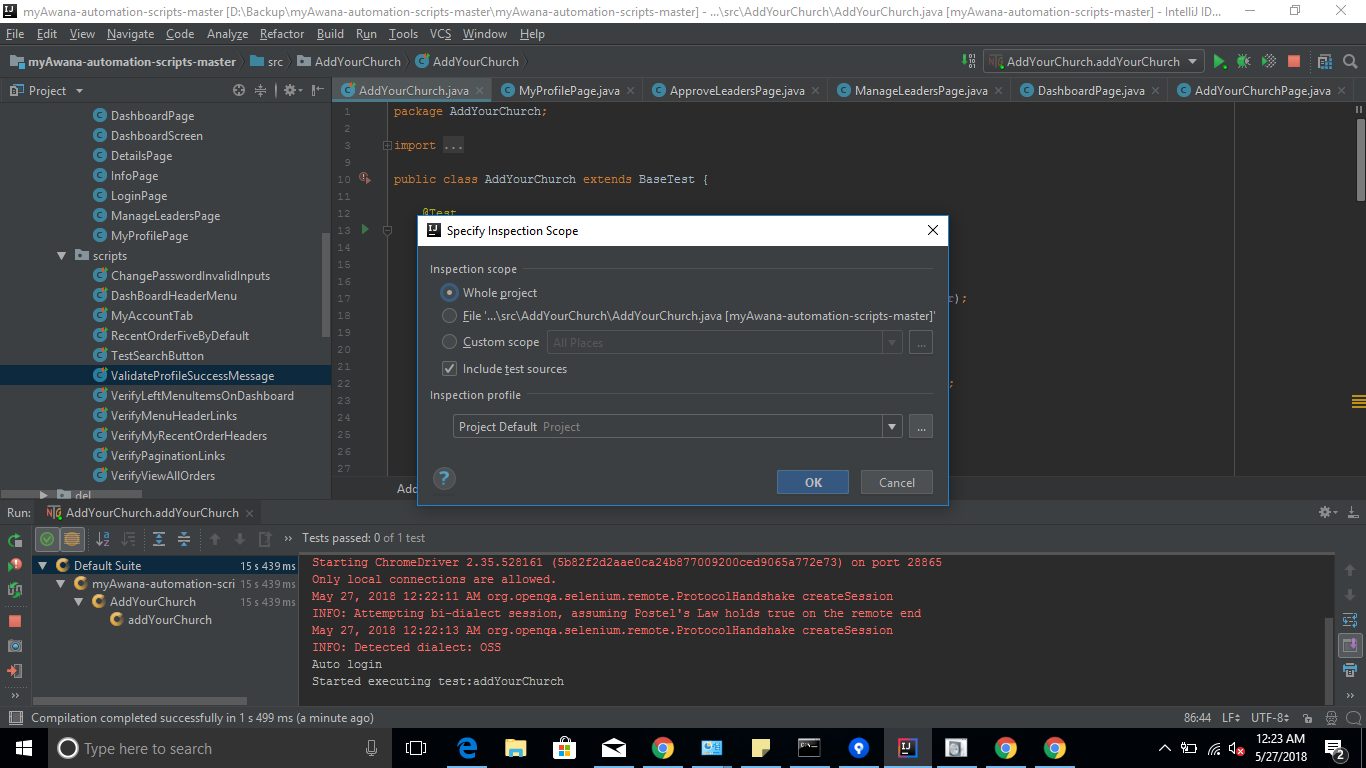 myAwana-automation-scripts-master [D:\Backup\myAwana-automation-scripts-master\myAwana-automation-scripts-master] - ...\src\AddYourChurch\AddYourChurch.java [myAwana-automation-scripts-master] - IntelliJ ID...
File Edit View Navigate Code Analyze Refactor Build Run Tools VCS Window Help
myAwana-automation-scripts-master src AddYourChurch AddYourChurch AddYourChurch.addYourChurch
Project AddYourChurch.java MyProfilePage.java ApproveLeadersPage.java ManageLeadersPage.java DashboardPage.java AddYourChurchPage.java
DashboardPage
DashboardScreen
DetailsPage
InfoPage
LoginPage
ManageLeadersPage
MyProfilePage
scripts
ChangePasswordInvalidInputs
DashBoardHeaderMenu
MyAccountTab
RecentOrderFiveByDefault
TestSearchButton
ValidateProfileSuccessMessage
VerifyLeftMenuItemsOnDashboard
VerifyMenuHeaderLinks
VerifyMyRecentOrderHeaders
VerifyPaginationLinks
VerifyViewAllOrders
del
1 package AddYourChurch;
2
3 import ...
9
10 public class AddYourChurch extends BaseTest {
11
12 @Test
13
14
15
16
17 );
18
19
20
21
22 ;
23
24
25
26
27
Specify Inspection Scope
Inspection scope
Whole project
File '...\src\AddYourChurch\AddYourChurch.java [myAwana-automation-scripts-master]'
Custom scope All Places ...
Include test sources
Inspection profile
Project Default Project ...
? OK Cancel
Add
Run: AddYourChurch.addYourChurch
Tests passed: 0 of 1 test
Default Suite 15 s 439 ms
myAwana-automation-scri 15 s 439 ms
AddYourChurch 15 s 439 ms
addYourChurch
Starting ChromeDriver 2.35.528161 (5b82f2d2aae0ca24b877009200ced9065a772e73) on port 28865
Only local connections are allowed.
May 27, 2018 12:22:11 AM org.openqa.selenium.remote.ProtocolHandshake createSession
INFO: Attempting bi-dialect session, assuming Postel's Law holds true on the remote end
May 27, 2018 12:22:13 AM org.openqa.selenium.remote.ProtocolHandshake createSession
INFO: Detected dialect: OSS
Auto login
Started executing test:addYourChurch
Compilation completed successfully in 1 s 499 ms (a minute ago) 86:44 LF UTF-8
Type here to search
12:23 AM
5/27/2018
2